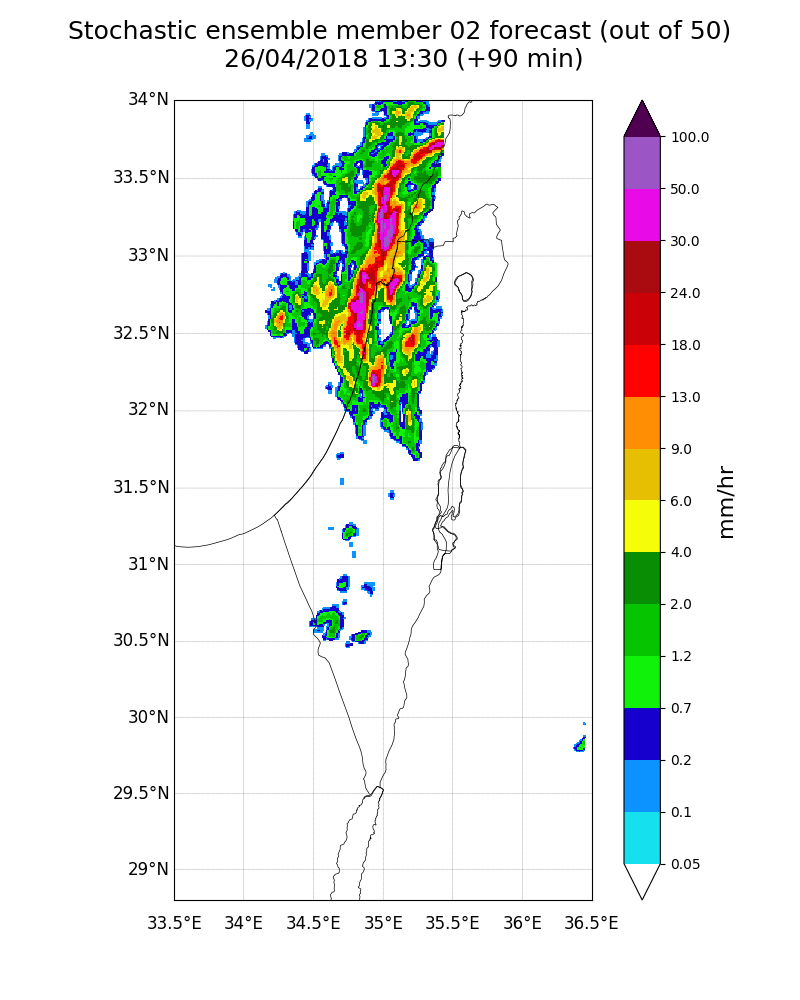 Stochastic ensemble member 02 forecast (out of 50)
26/04/2018 13:30 (+90 min)
34°N
33.5°N
33°N
32.5°N
32°N
31.5°N
31°N
30.5°N
30°N
29.5°N
29°N
33.5°E 34°E 34.5°E 35°E 35.5°E 36°E 36.5°E
100.0
50.0
30.0
24.0
18.0
13.0
9.0
6.0
4.0
2.0
1.2
0.7
0.2
0.1
0.05
mm/hr